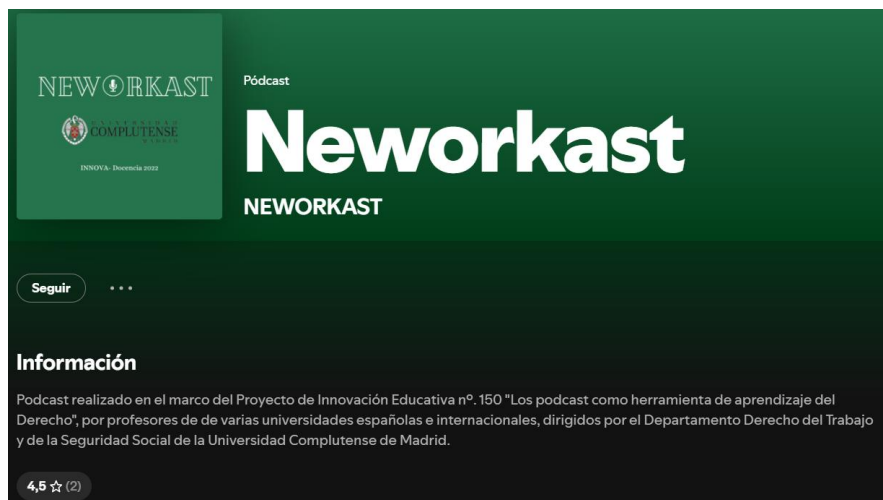 NEWORKAST
UNIVERSIDAD
COMPLUTENSE
MADRID
INNOVA- Docencia 2022
Pódcast
Neworkast
NEWORKAST
Seguir
Información
Podcast realizado en el marco del Proyecto de Innovación Educativa nº. 150 "Los podcast como herramienta de aprendizaje del
Derecho", por profesores de de varias universidades españolas e internacionales, dirigidos por el Departamento Derecho del Trabajo
y de la Seguridad Social de la Universidad Complutense de Madrid.
4,5 ☆ (2)